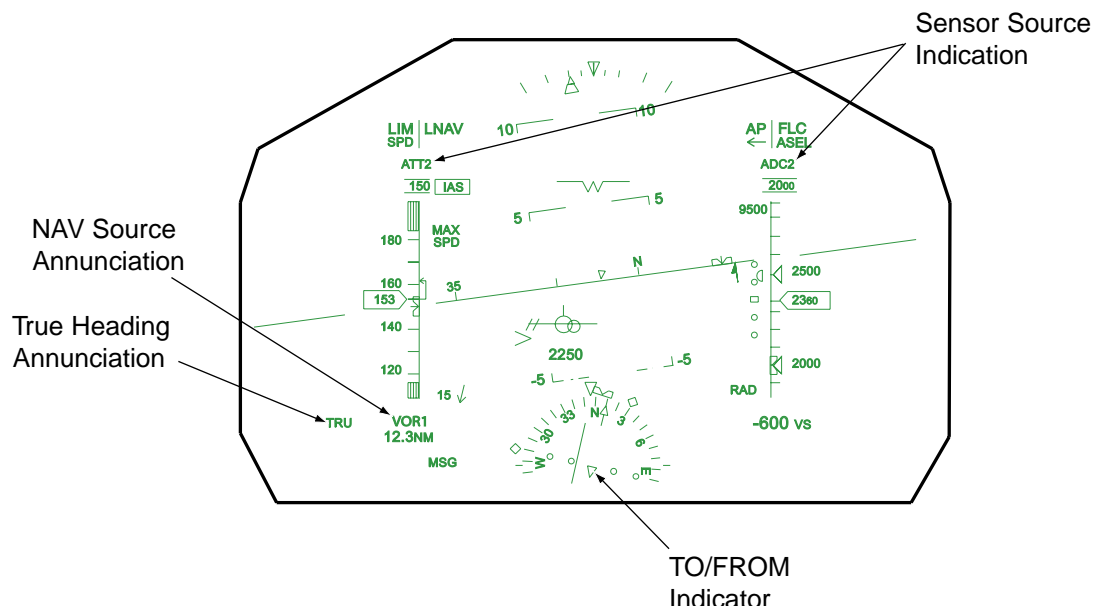 Sensor Source
Indication
10
10
LIM LNAV
SPD
AP FLC
ASEL
ATT2
ADC2
150 IAS
2000
5
5
9500
NAV Source
Annunciation
MAX
SPD
180
N
160
35
2500
153
2360
True Heading
Annunciation
140
2250
120
-5
-5
2000
15
RAD
TRU
VOR1
12.3NM
-600 VS
MSG
W
30
33
N
3
6
E
TO/FROM
Indicator